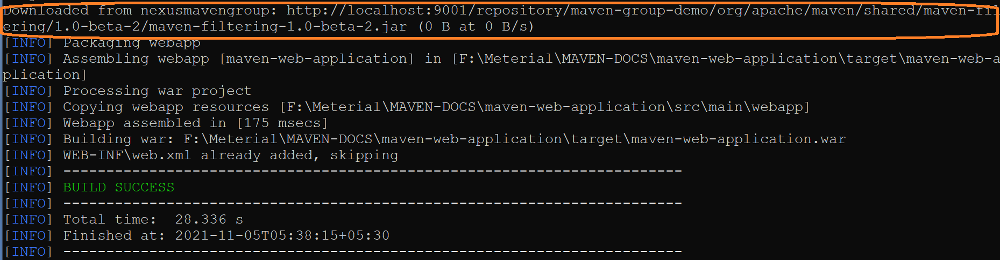 Downloaded from nexusmavengroup: http://localhost:9001/repository/maven-group-demo/org/apache/maven/shared/maven-fil
ering/1.0-beta-2/maven-filtering-1.0-beta-2.jar (0 B at 0 B/s)
[INFO] Packaging webapp
[INFO] Assembling webapp [maven-web-application] in [F:\Meterial\MAVEN-DOCS\maven-web-application\target\maven-web-a
plication]
[INFO] Processing war project
[INFO] Copying webapp resources [F:\Meterial\MAVEN-DOCS\maven-web-application\src\main\webapp]
[INFO] Webapp assembled in [175 msecs]
[INFO] Building war: F:\Meterial\MAVEN-DOCS\maven-web-application\target\maven-web-application.war
[INFO] WEB-INF\web.xml already added, skipping
[INFO] ------------------------------------------------------------------------
[INFO] BUILD SUCCESS
[INFO] ------------------------------------------------------------------------
[INFO] Total time:  28.336 s
[INFO] Finished at: 2021-11-05T05:38:15+05:30
[INFO] ------------------------------------------------------------------------